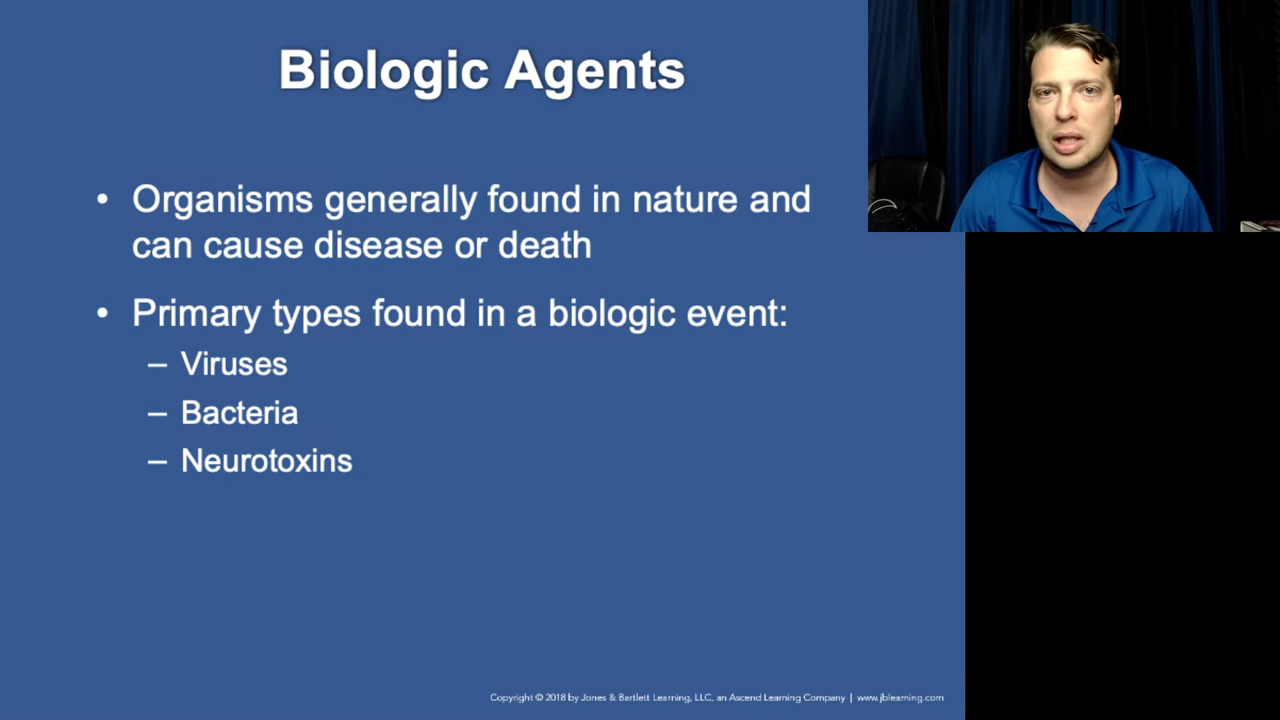 Biologic Agents
• Organisms generally found in nature and
can cause disease or death
• Primary types found in a biologic event:
– Viruses
– Bacteria
– Neurotoxins
Copyright © 2018 by Jones & Bartlett Learning, LLC, an Ascend Learning Company | www.jblearning.com